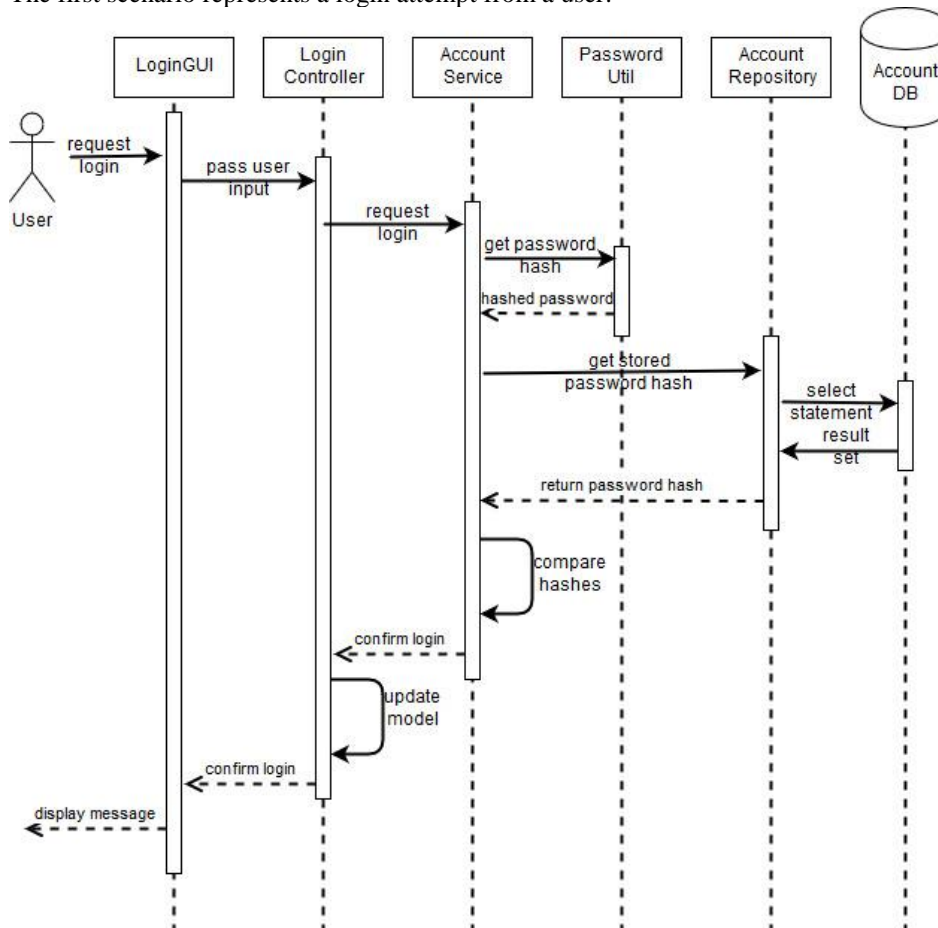 The first scenario represents a login attempt from a user.
LoginGUI
Login
Controller
Account
Service
Password
Util
Account
Repository
Account
DB
User
request
login
pass user
input
request
login
get password
hash
hashed password
get stored
password hash
select
statement
result
set
return password hash
compare
hashes
confirm login
update
model
confirm login
display message